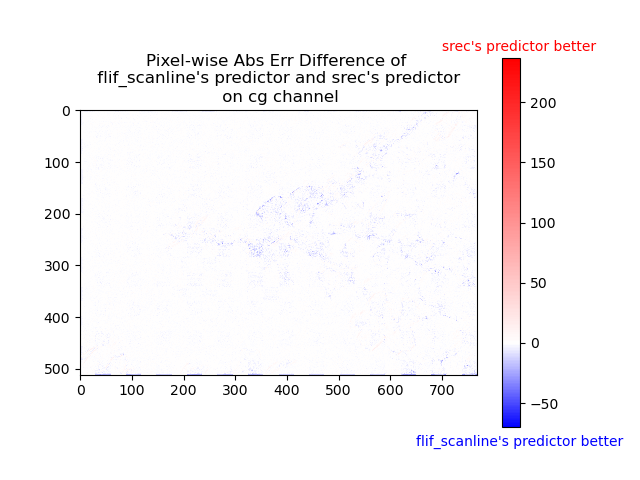 srec's predictor better
Pixel-wise Abs Err Difference of
flif_scanline's predictor and srec's predictor
on cg channel
0
100
200
300
400
500
0 100 200 300 400 500 600 700
200
150
100
50
0
−50
flif_scanline's predictor better